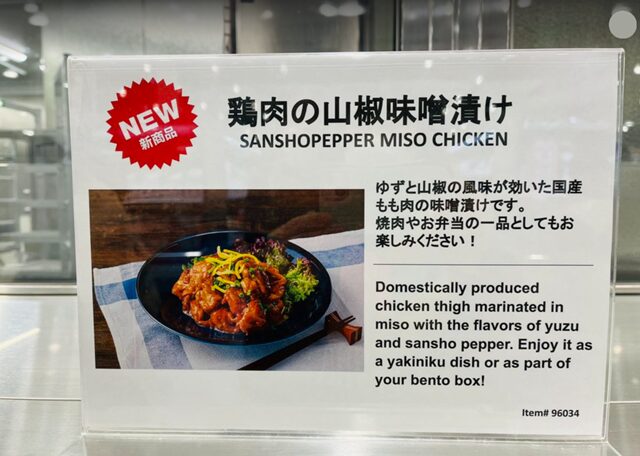 NEW
新商品
鶏肉の山椒味噌漬け
SANSHOPEPPER MISO CHICKEN
ゆずと山椒の風味が効いた国産
もも肉の味噌漬けです。
焼肉やお弁当の一品としてもお
楽しみください！
Domestically produced
chicken thigh marinated in
miso with the flavors of yuzu
and sansho pepper. Enjoy it as
a yakiniku dish or as part of
your bento box!
Item# 96034